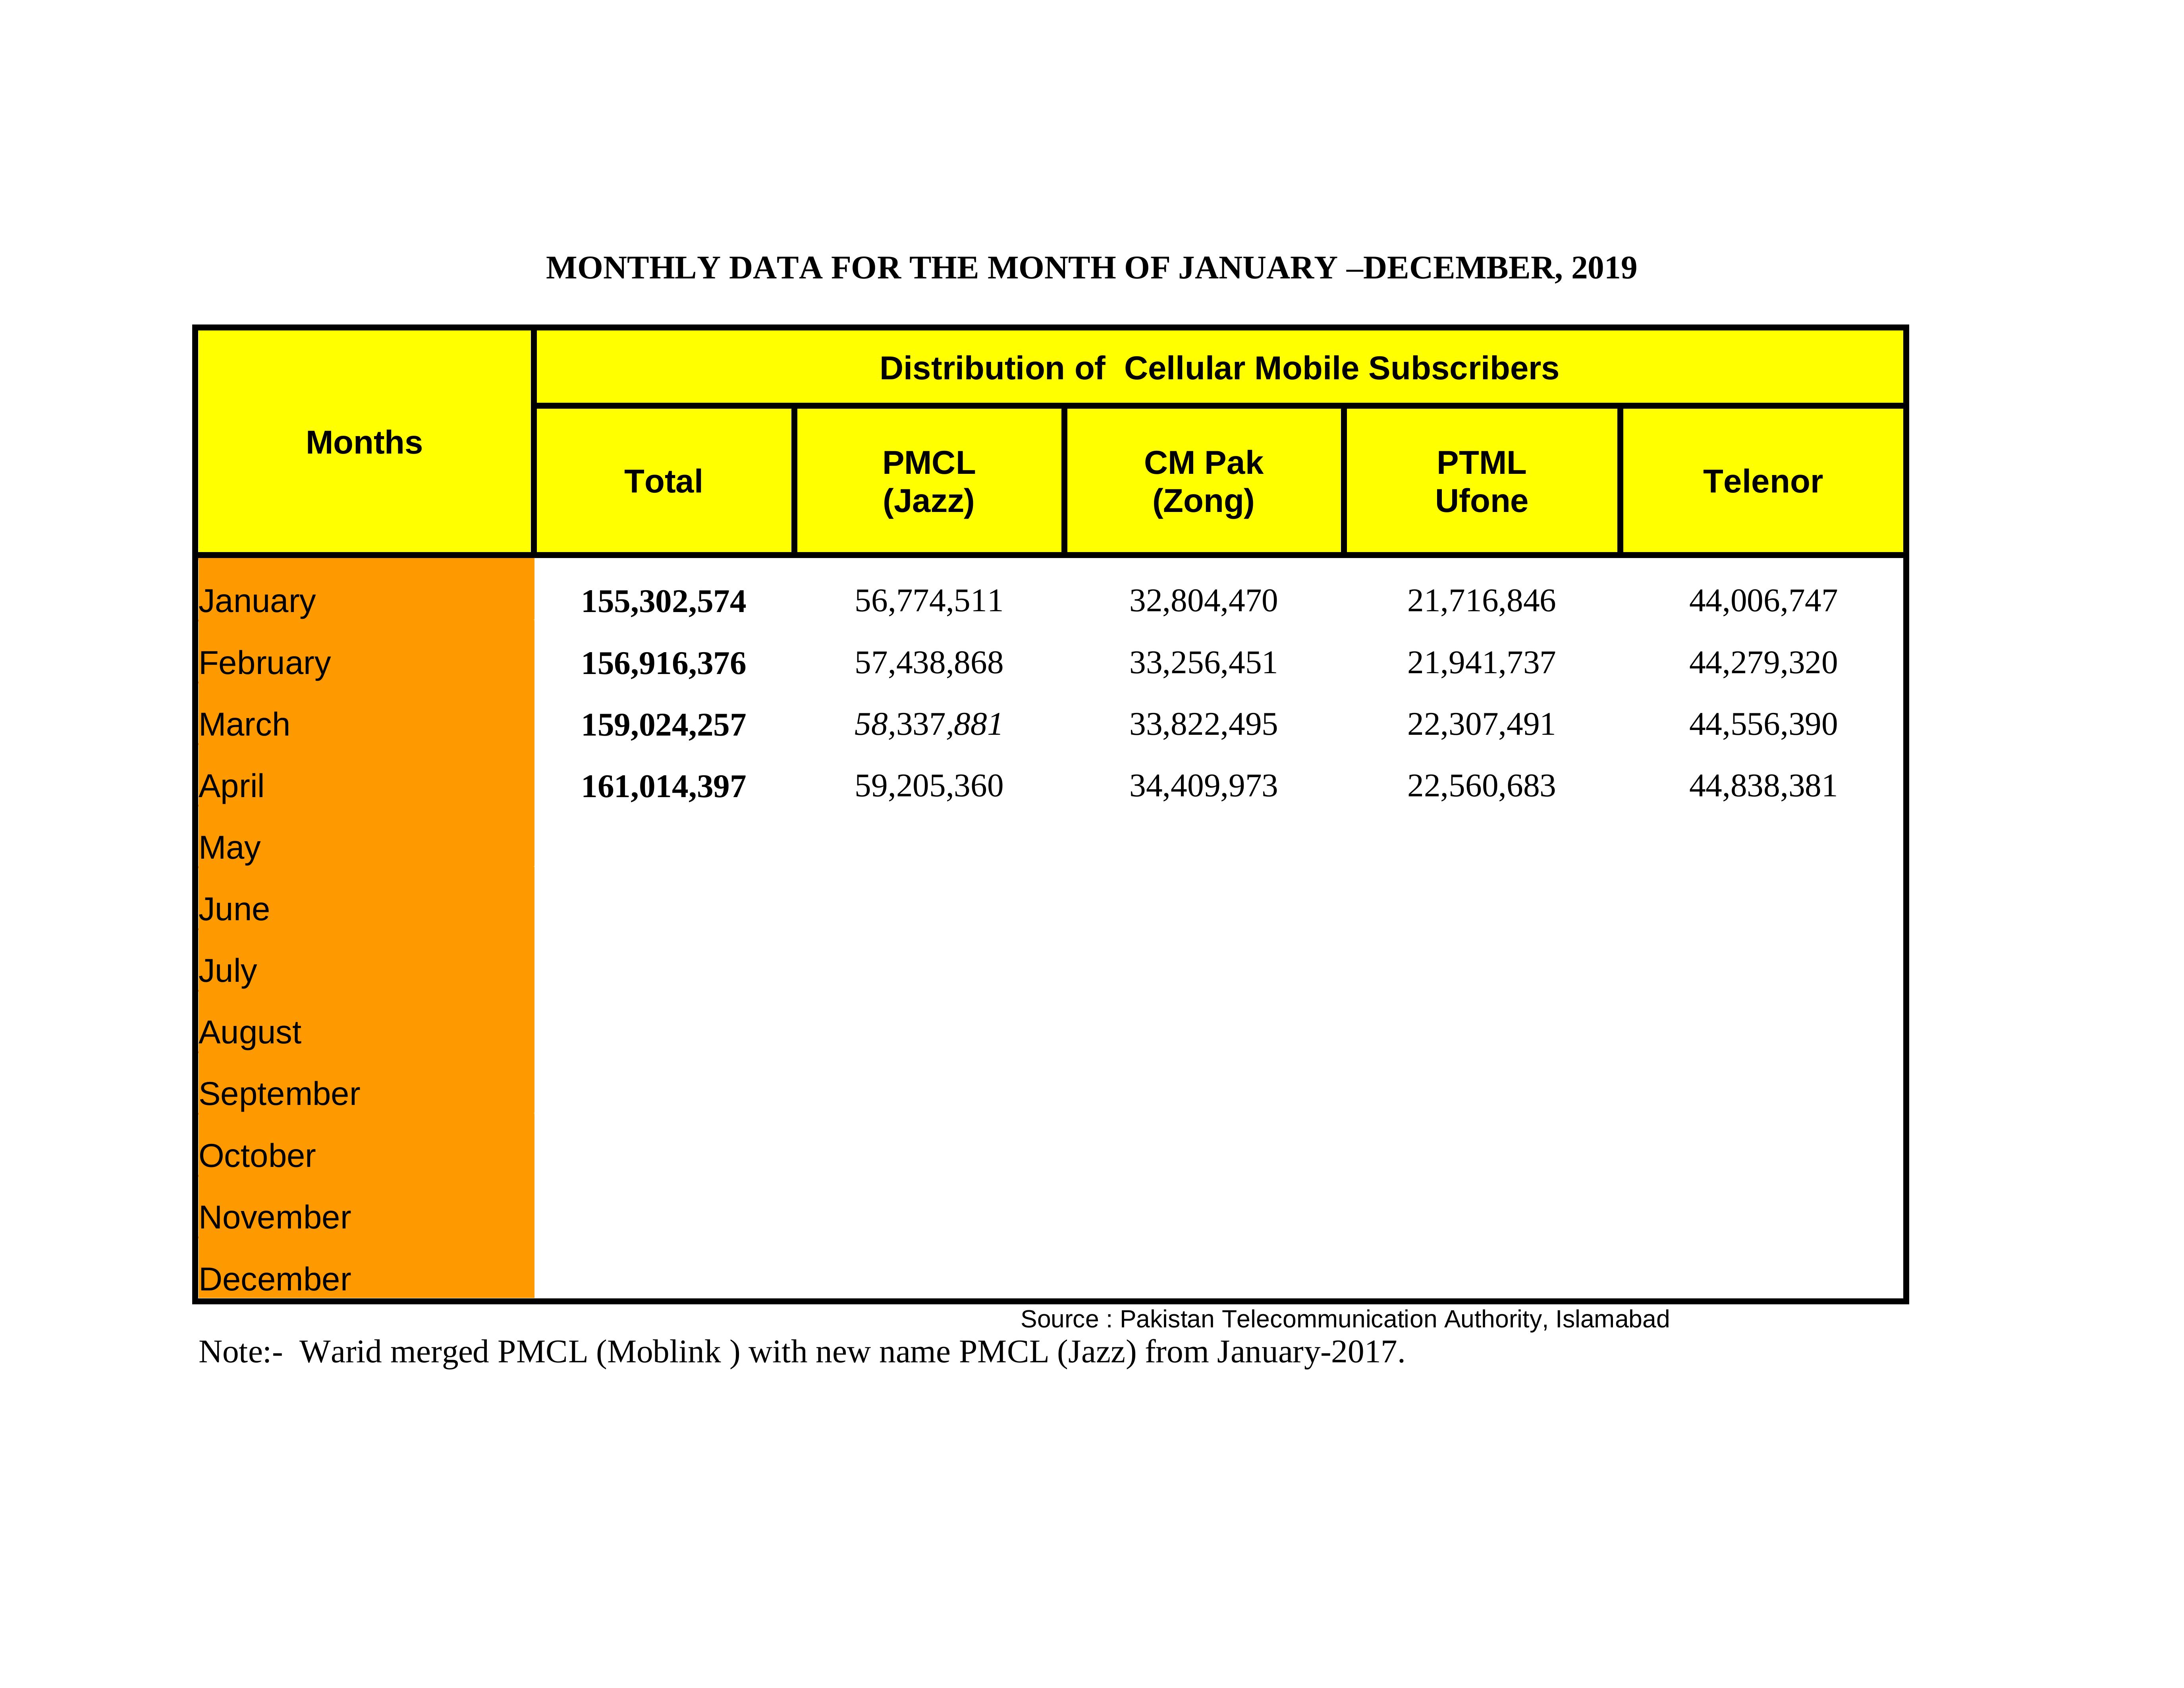 MONTHLY DATA FOR THE MONTH OF JANUARY –DECEMBER, 2019
Months
Distribution of  Cellular Mobile Subscribers
Total
PMCL
(Jazz)
CM Pak
(Zong)
PTML
Ufone
Telenor
January 155,302,574 56,774,511 32,804,470 21,716,846 44,006,747
February 156,916,376 57,438,868 33,256,451 21,941,737 44,279,320
March 159,024,257 58,337,881 33,822,495 22,307,491 44,556,390
April 161,014,397 59,205,360 34,409,973 22,560,683 44,838,381
May
June
July
August
September
October
November
December
Source : Pakistan Telecommunication Authority, Islamabad
Note:-  Warid merged PMCL (Moblink ) with new name PMCL (Jazz) from January-2017.